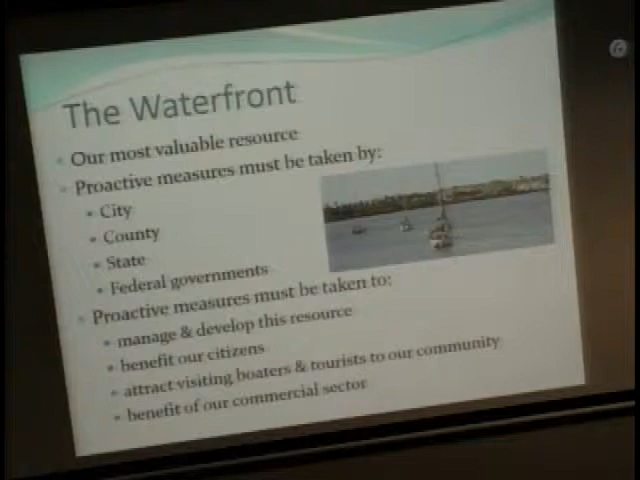 The Waterfront
Our most valuable resource
Proactive measures must be taken by:
City
County
State
Federal governments
Proactive measures must be taken to:
manage & develop this resource
benefit our citizens
attract visiting boaters & tourists to our community
benefit of our commercial sector